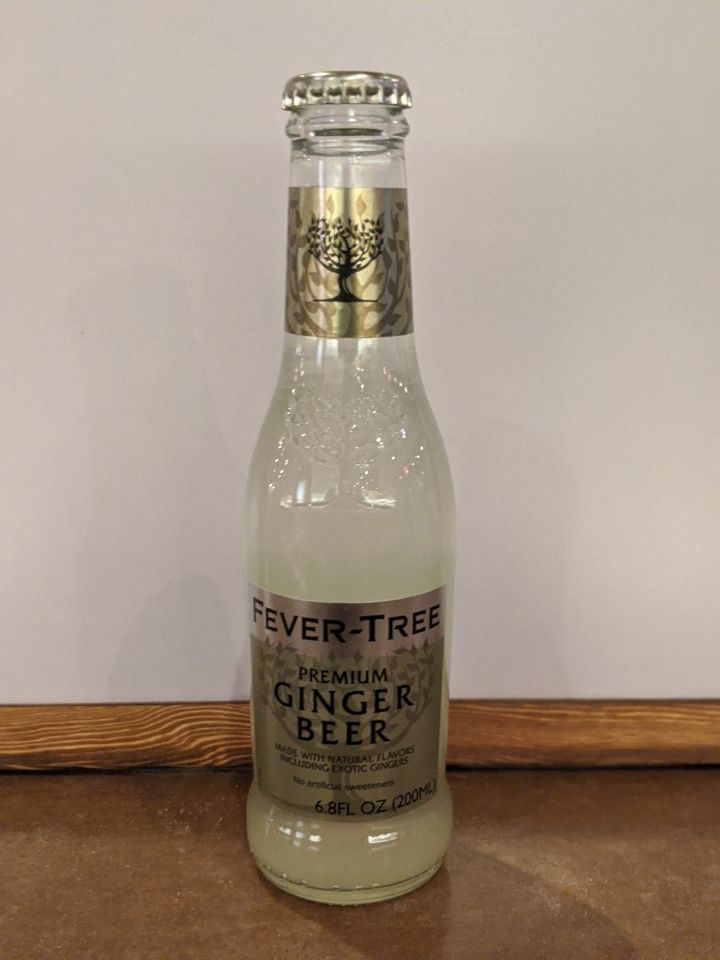 FEVER-TREE
PREMIUM
GINGER
BEER
MADE WITH NATURAL FLAVORS
INCLUDING EXOTIC GINGERS
No artificial sweeteners
6.8FL OZ (200ML)